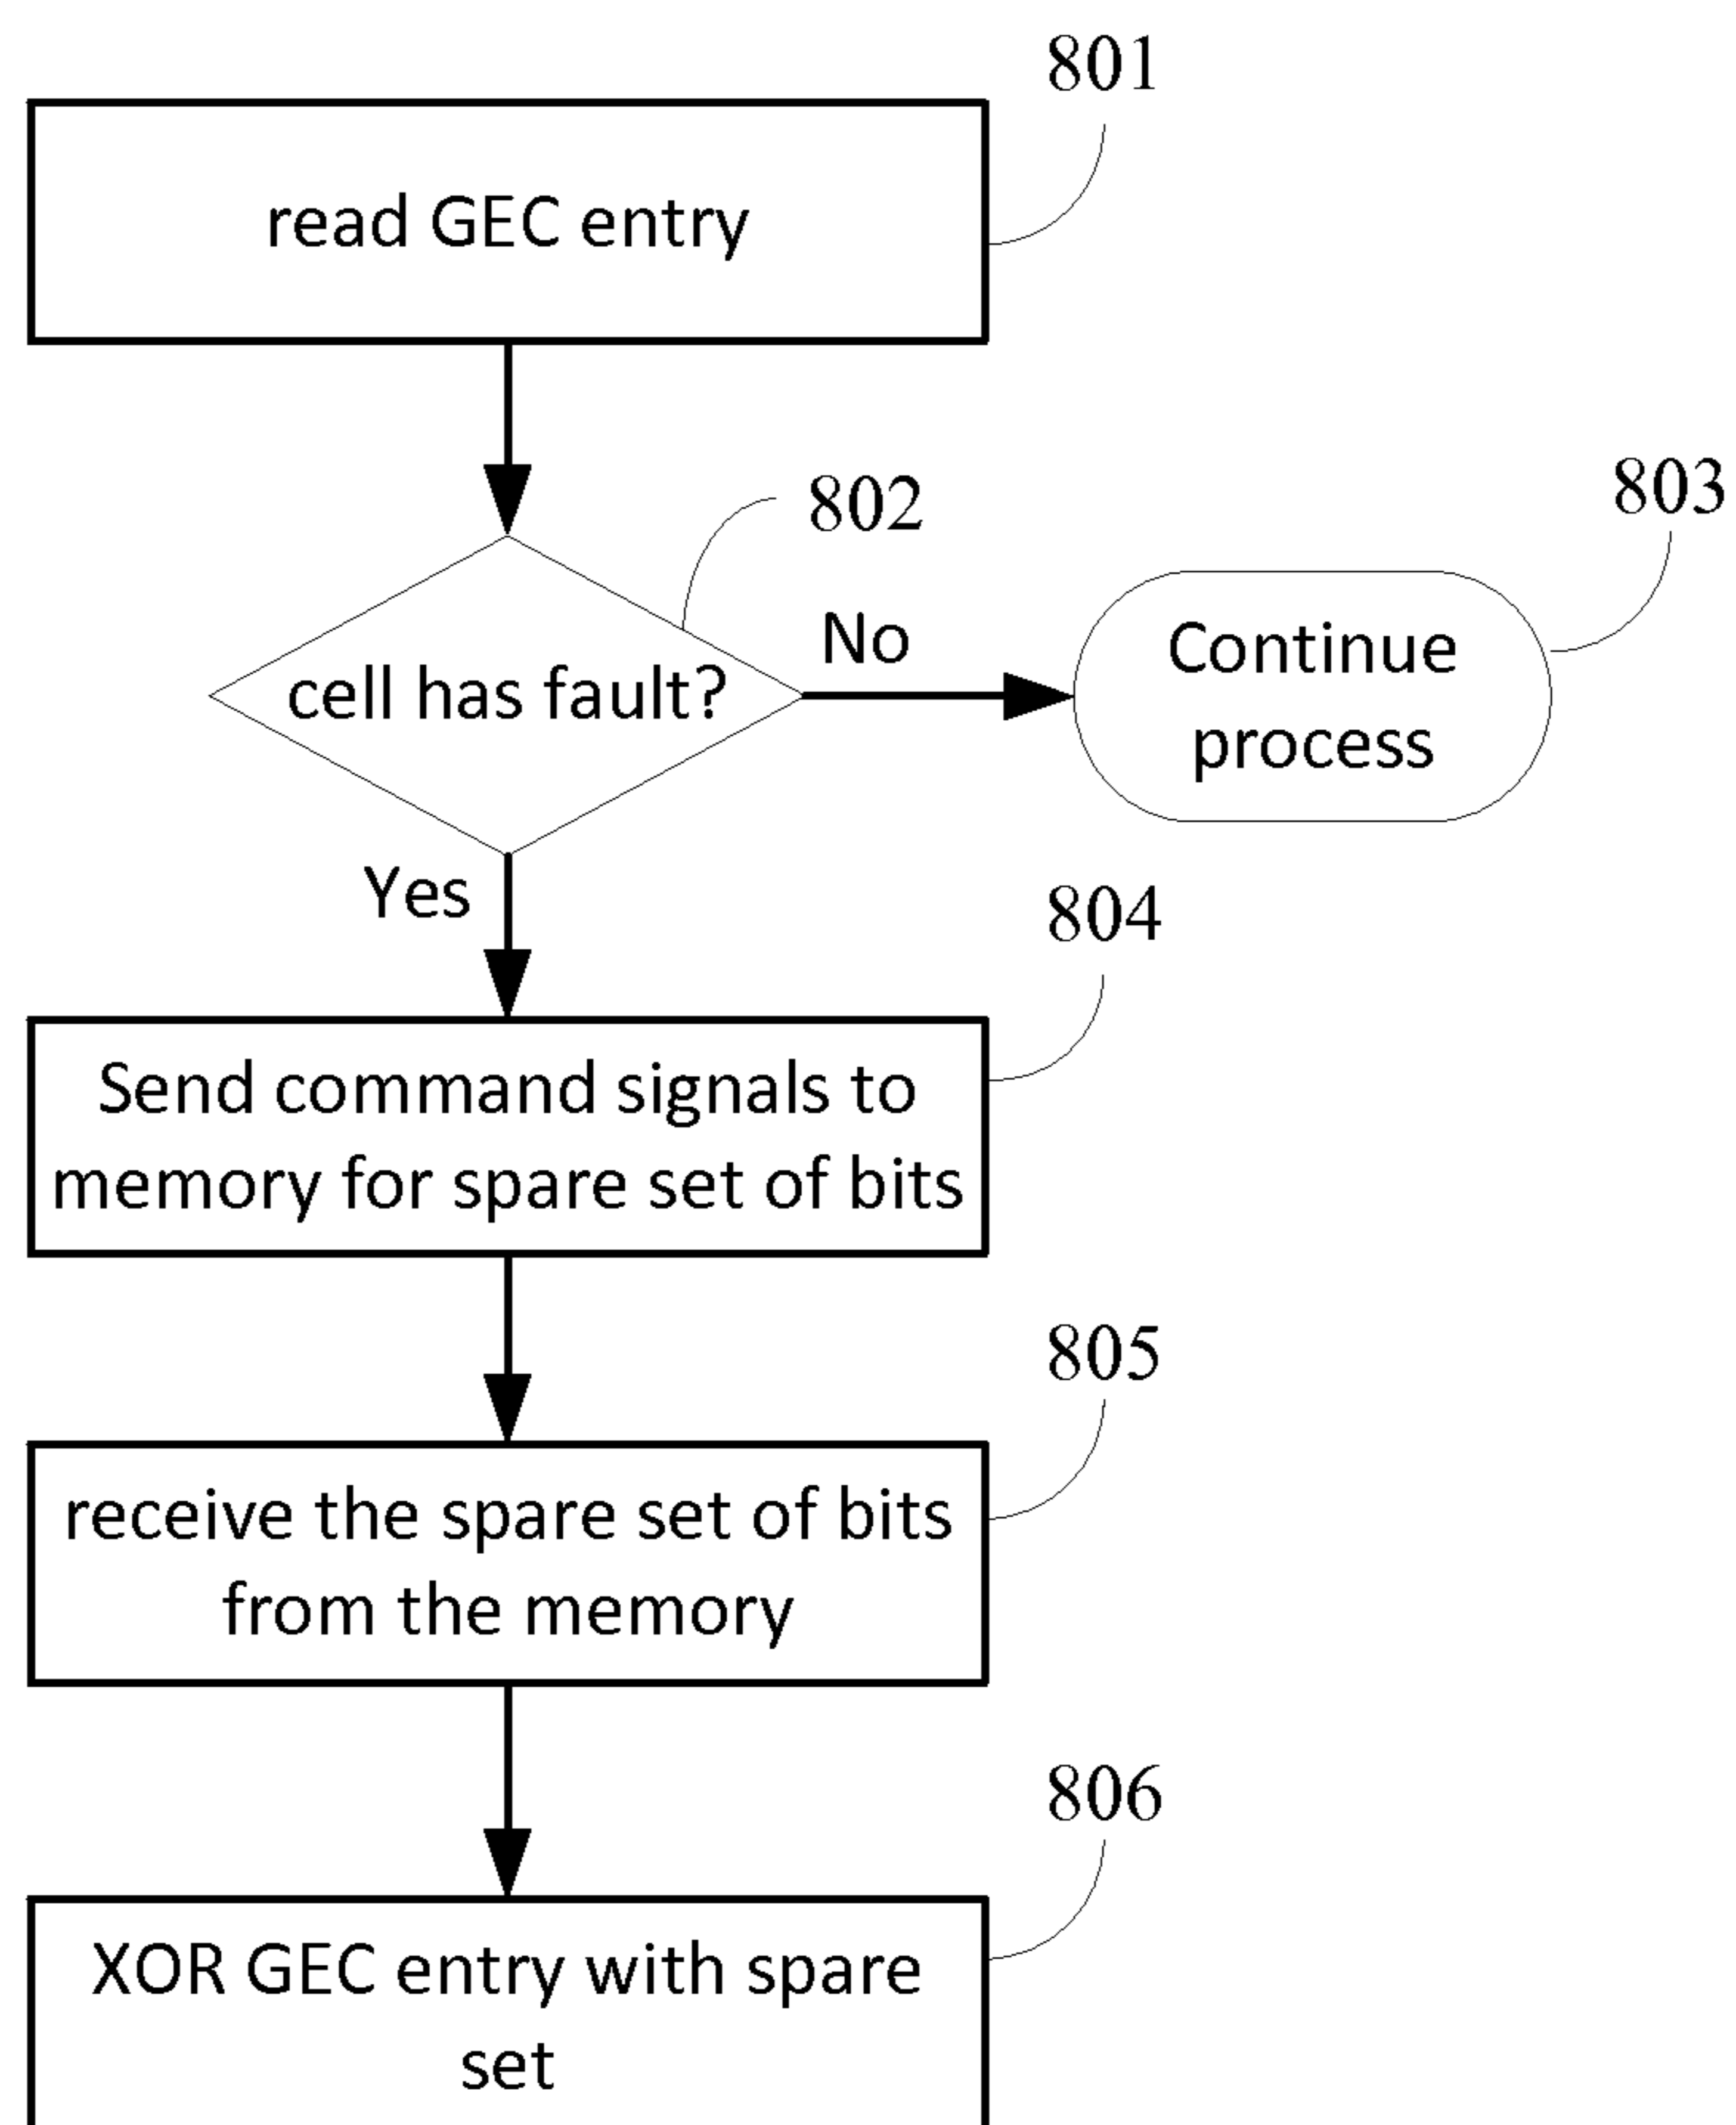 801
read GEC entry
802
803
cell has fault?
No
Continue
process
Yes
804
Send command signals to
memory for spare set of bits
805
receive the spare set of bits
from the memory
806
XOR GEC entry with spare
set